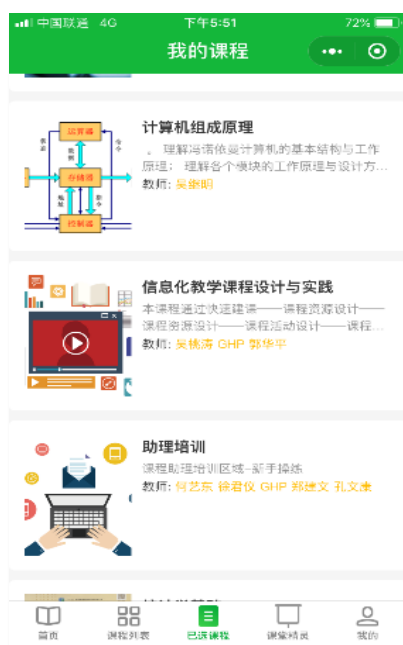 中国联通 4G 下午5:51 72%
我的课程
计算机组成原理
。 理解冯诺依曼计算机的基本结构与工作
原理； 理解各个模块的工作原理与设计方...
教师: 吴继明
运算器
存储器
控制器
信息化教学课程设计与实践
本课程通过快速建课——课程资源设计——
课程资源设计——课程活动设计——课程...
教师: 吴桃涛 GHP 郭华平
助理培训
课程助理培训区域-新手操练
教师: 何艺东 徐君仪 GHP 郑建文 孔文康
首页 课程列表 已选课程 课堂精灵 我的